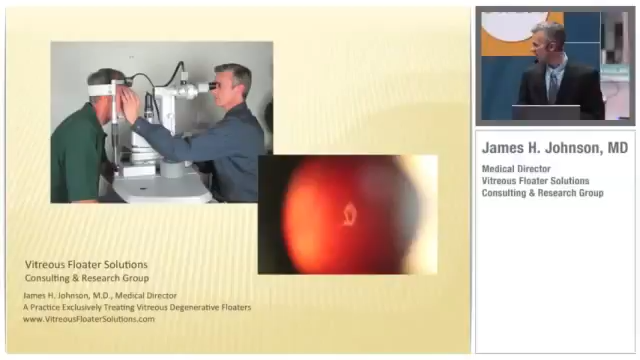 Vitreous Floater Solutions
Consulting & Research Group
James H. Johnson, M.D., Medical Director
A Practice Exclusively Treating Vitreous Degenerative Floaters
www.VitreousFloaterSolutions.com
James H. Johnson, MD
Medical Director
Vitreous Floater Solutions
Consulting & Research Group